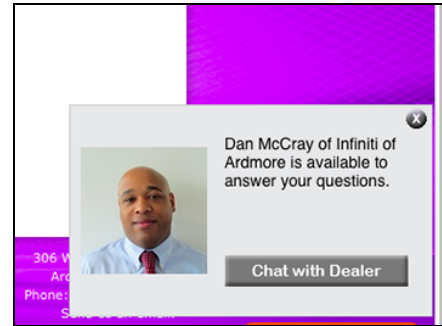 X
Dan McCray of Infiniti of
Ardmore is available to
answer your questions.
Chat with Dealer
306 W
Phone: